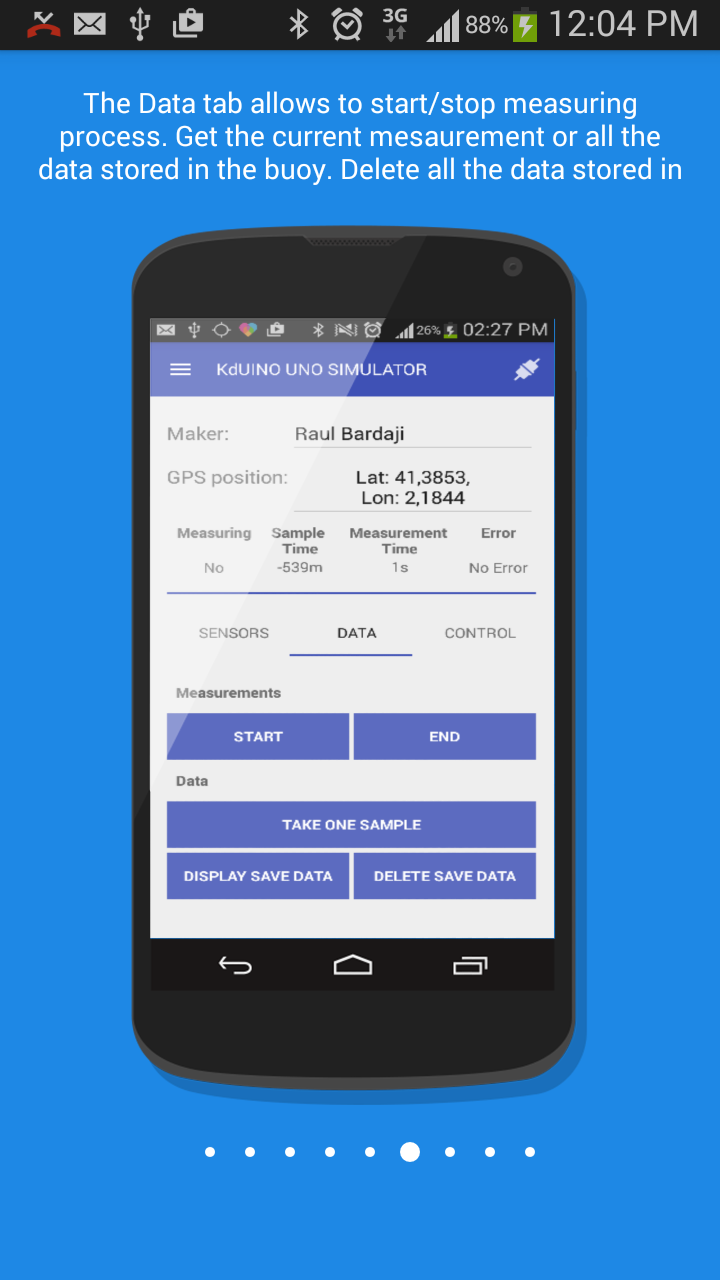 3G 88% 12:04 PM
The Data tab allows to start/stop measuring
process. Get the current mesaurement or all the
data stored in the buoy. Delete all the data stored in
26% 02:27 PM
KdUINO UNO SIMULATOR
Maker: Raul Bardaji
GPS position: Lat: 41,3853,
Lon: 2,1844
Measuring Sample Measurement Error
Time Time
No -539m 1s No Error
SENSORS DATA CONTROL
Measurements
START END
Data
TAKE ONE SAMPLE
DISPLAY SAVE DATA DELETE SAVE DATA